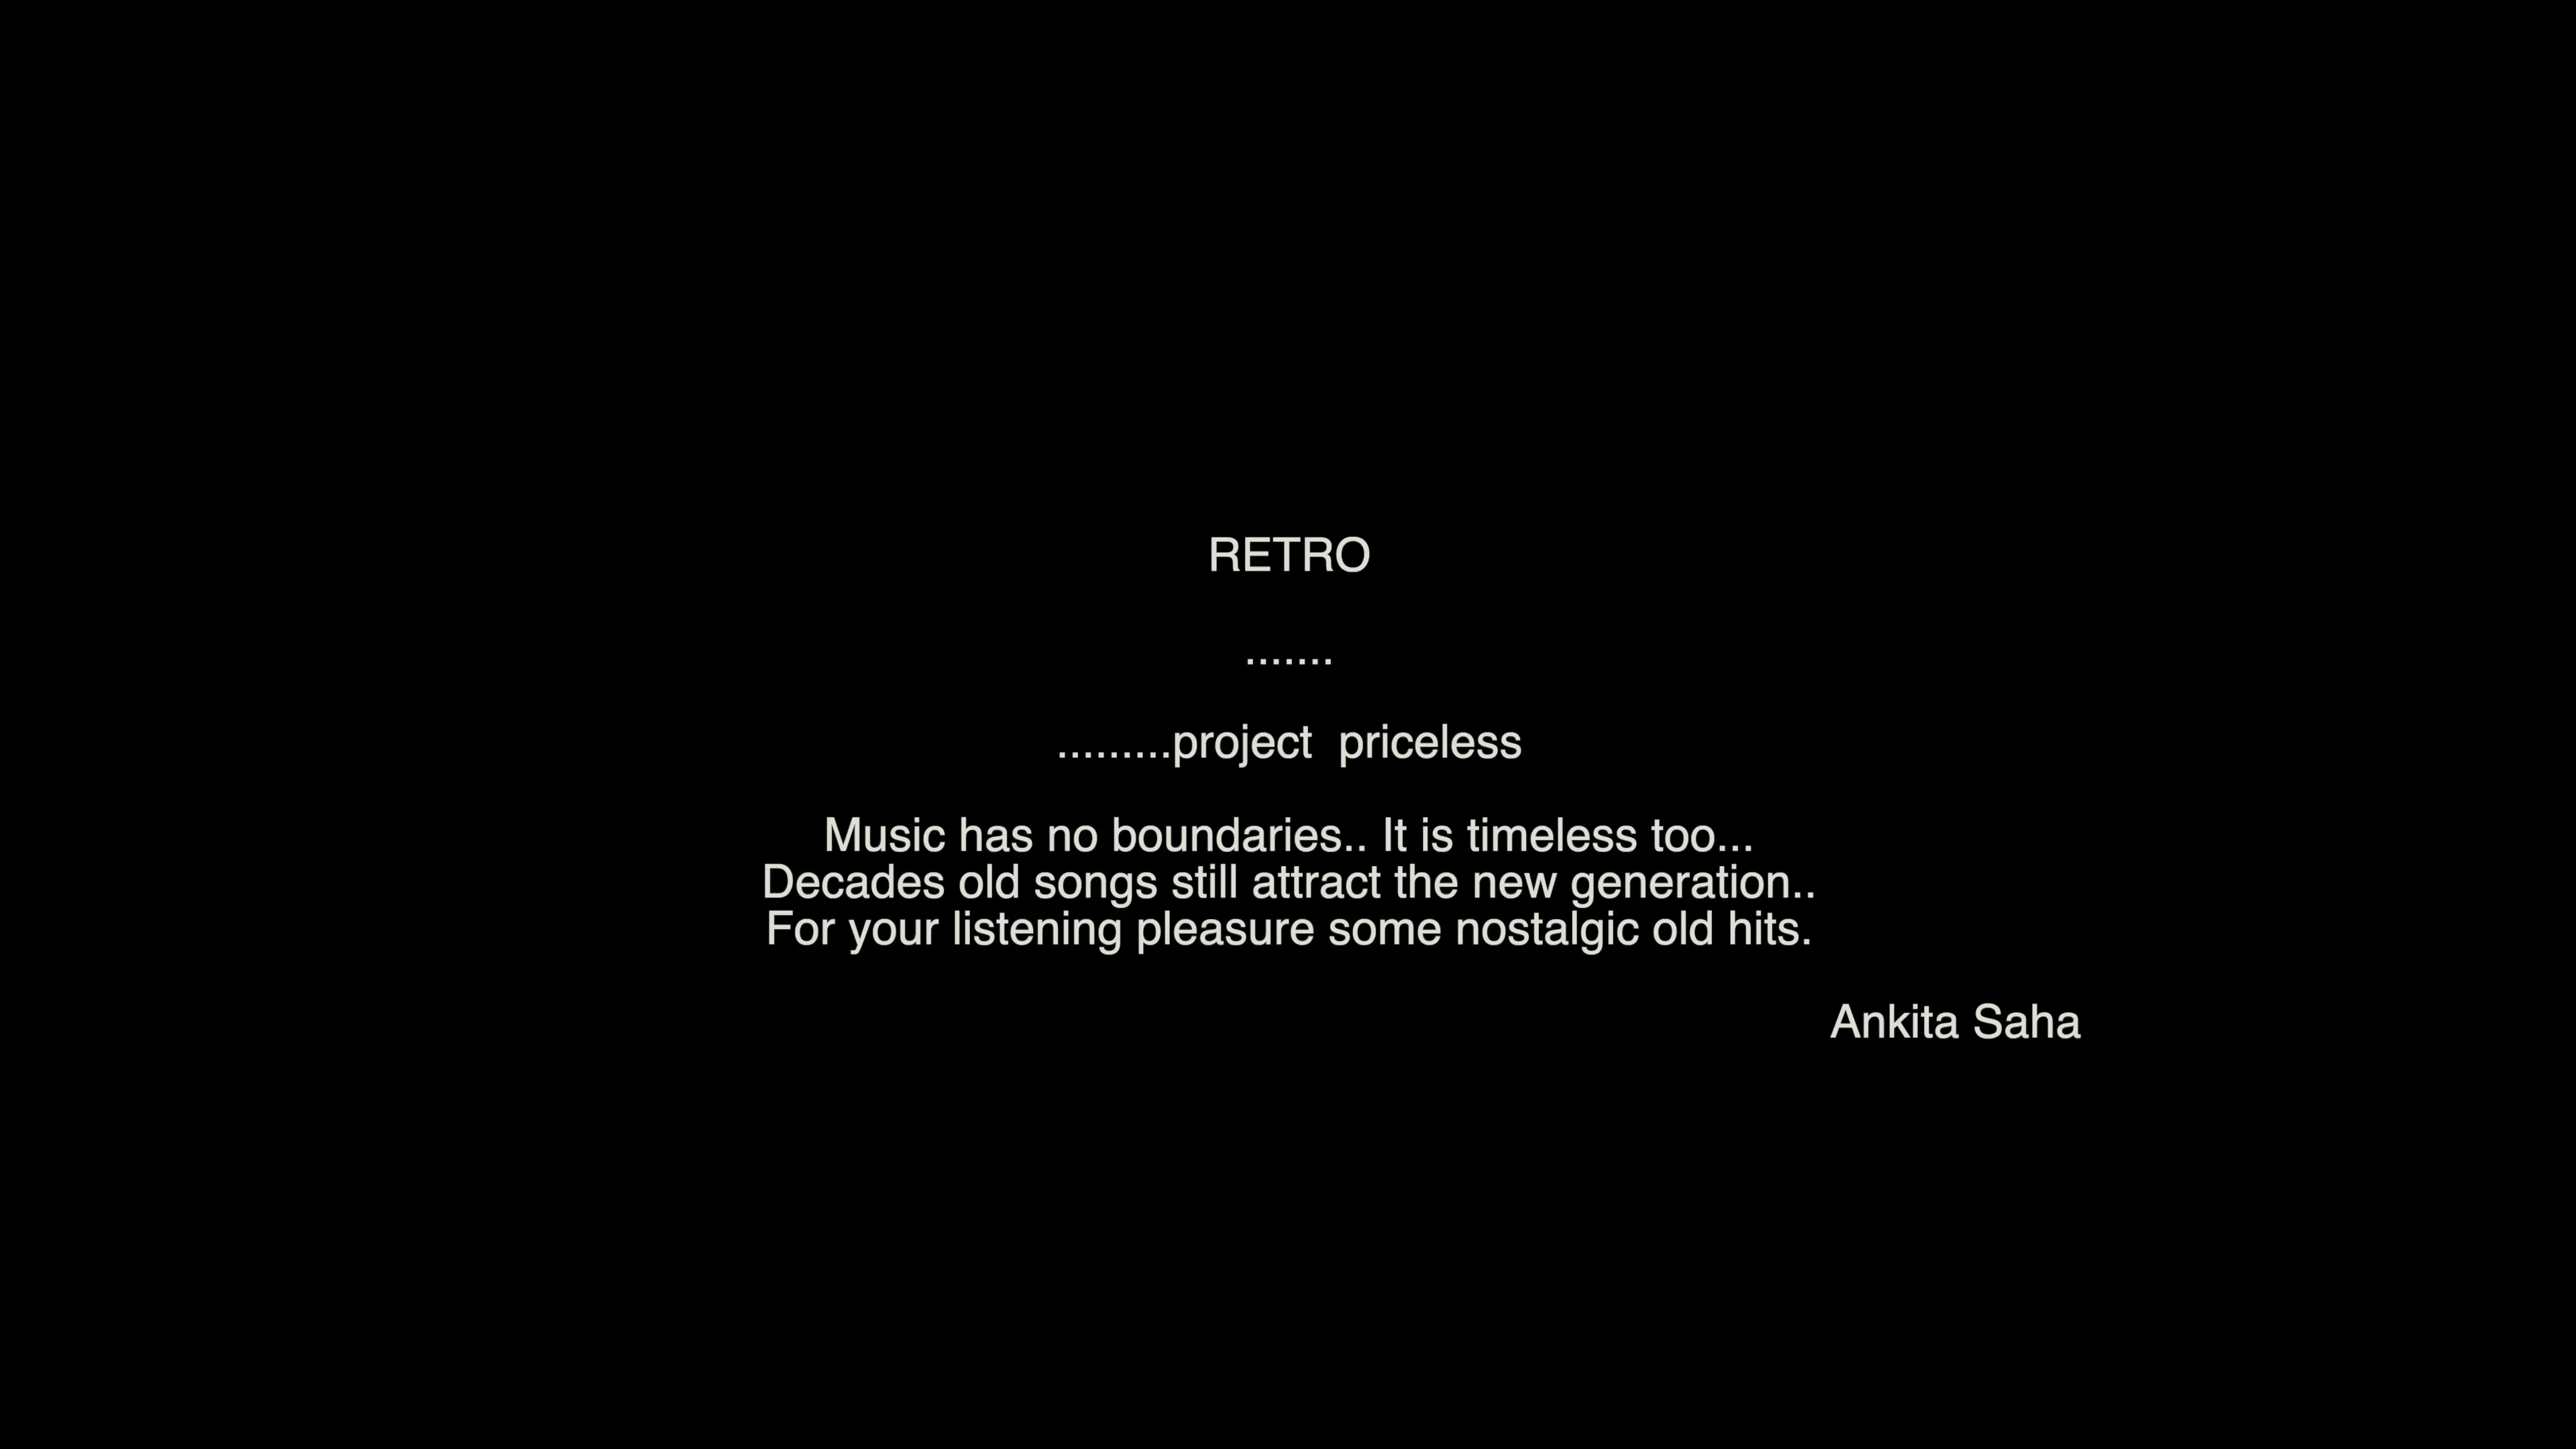 RETRO
.......
.........project  priceless
Music has no boundaries.. It is timeless too...
Decades old songs still attract the new generation..
For your listening pleasure some nostalgic old hits.
Ankita Saha